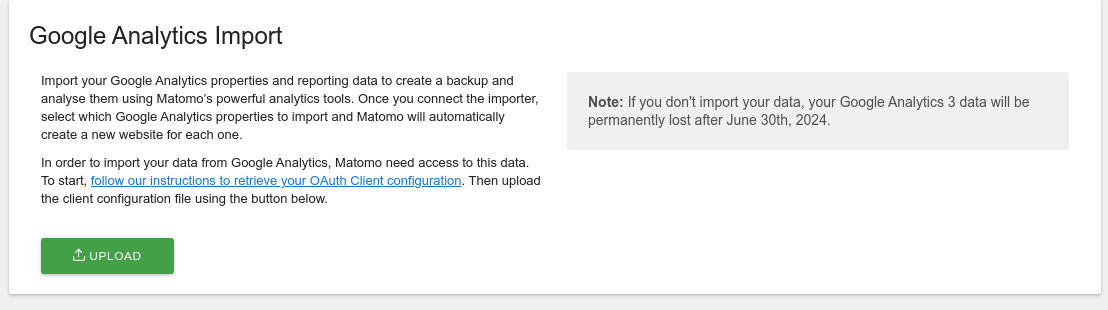 Google Analytics Import
Import your Google Analytics properties and reporting data to create a backup and
analyse them using Matomo's powerful analytics tools. Once you connect the importer,
select which Google Analytics properties to import and Matomo will automatically
create a new website for each one.
In order to import your data from Google Analytics, Matomo need access to this data.
To start, follow our instructions to retrieve your OAuth Client configuration. Then upload
the client configuration file using the button below.
UPLOAD
Note: If you don't import your data, your Google Analytics 3 data will be
permanently lost after June 30th, 2024.